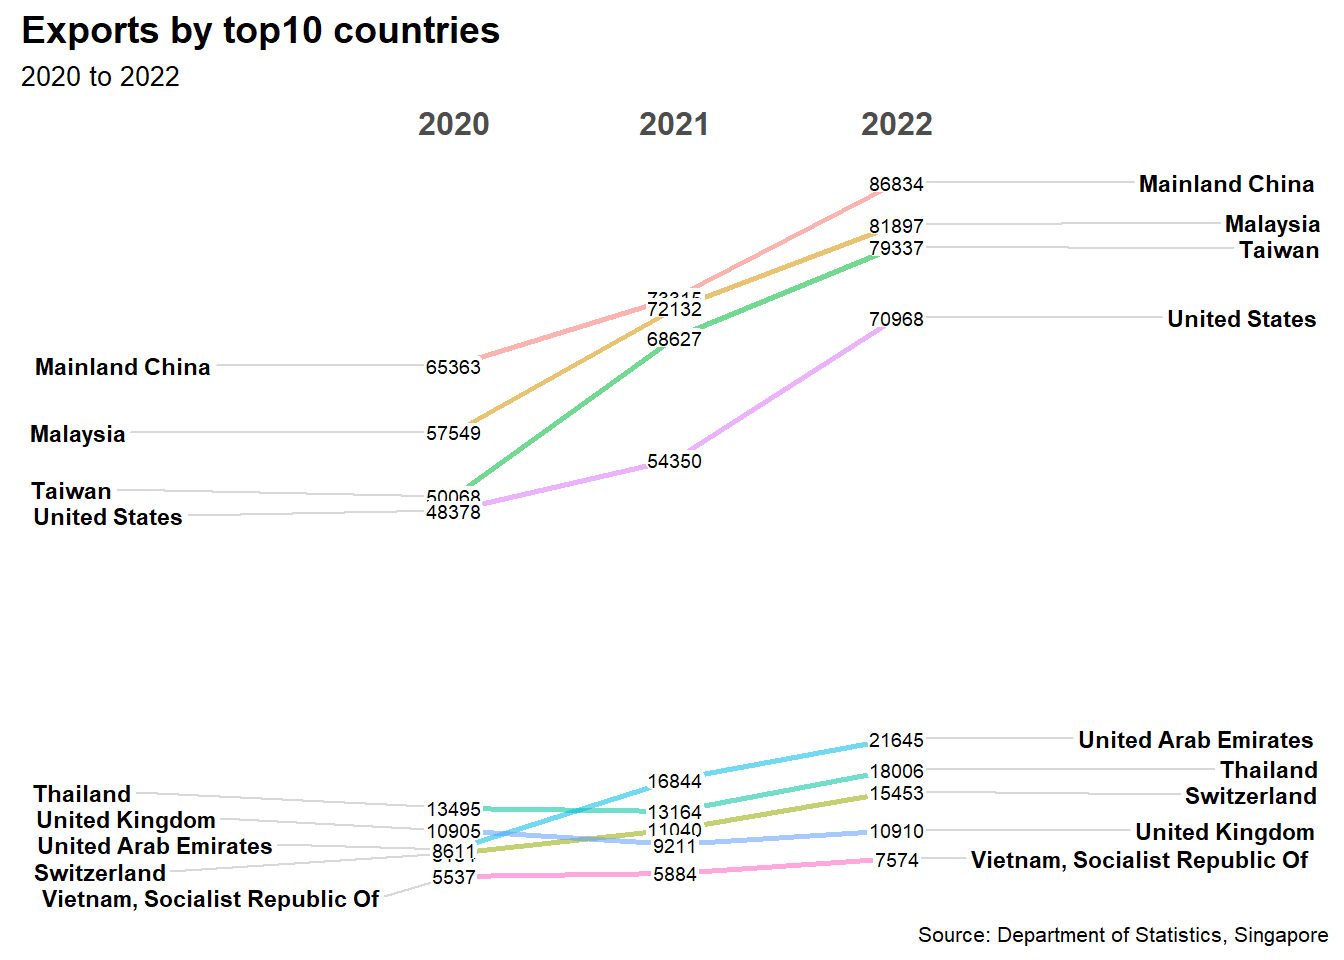 Exports by top10 countries
2020 to 2022
2020 2021 2022
86834 Mainland China
81897 Malaysia
79337 Taiwan
72132
70968 United States
68627
Mainland China 65363
Malaysia 57549
54350
Taiwan 50068
United States 48378
21645 United Arab Emirates
16844
18006 Thailand
Thailand 13495 13164
15453 Switzerland
United Kingdom 10905 11040
10910 United Kingdom
United Arab Emirates 8611 9211
7574 Vietnam, Socialist Republic Of
Switzerland
5537 5884
Vietnam, Socialist Republic Of
Source: Department of Statistics, Singapore